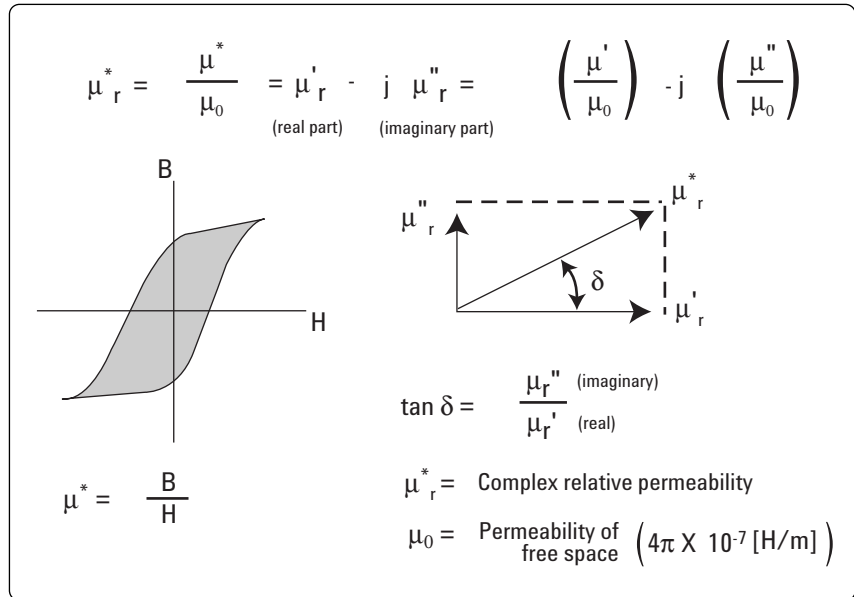 μ*r = μ*/μ0 = μ'r - j μ"r = (μ'/μ0) - j (μ"/μ0)
(real part) (imaginary part)
B
H
μ* = B/H
μ"r
μ*r
δ
μ'r
tan δ = μr" (imaginary) / μr' (real)
μ*r = Complex relative permeability
μ0 = Permeability of
free space (4π X 10-7 [H/m])